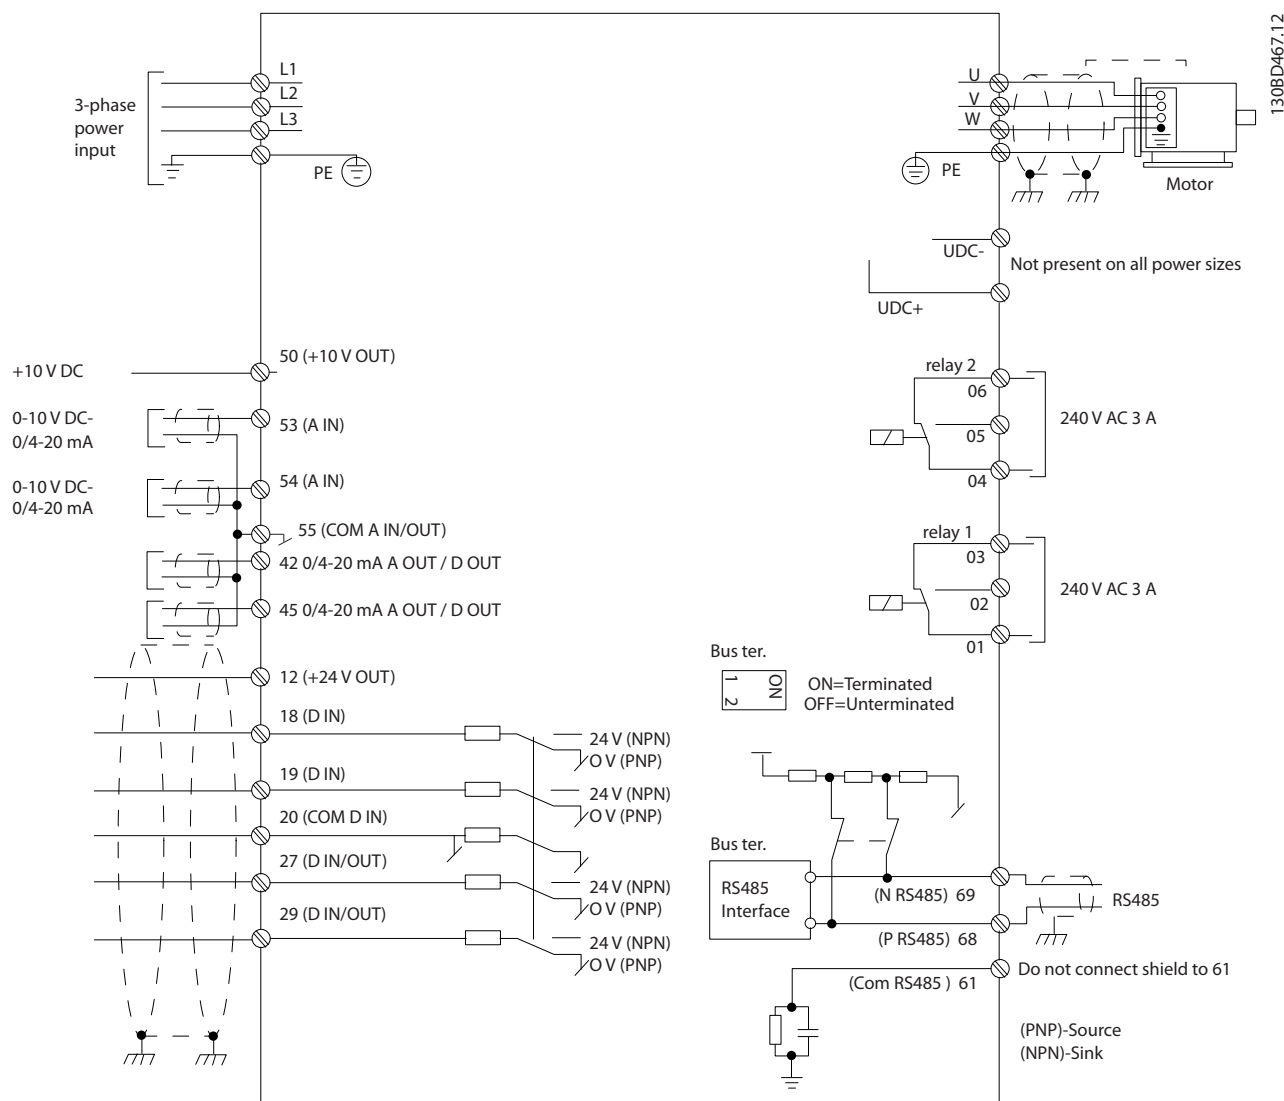 130BD467.12
L1
L2
L3
3-phase
power
input
PE
U
V
W
PE
Motor
UDC-
Not present on all power sizes
UDC+
50 (+10 V OUT)
+10 V DC
0-10 V DC-
0/4-20 mA
53 (A IN)
0-10 V DC-
0/4-20 mA
54 (A IN)
55 (COM A IN/OUT)
42 0/4-20 mA A OUT / D OUT
45 0/4-20 mA A OUT / D OUT
12 (+24 V OUT)
18 (D IN)
24 V (NPN)
O V (PNP)
19 (D IN)
24 V (NPN)
O V (PNP)
20 (COM D IN)
27 (D IN/OUT)
24 V (NPN)
O V (PNP)
29 (D IN/OUT)
24 V (NPN)
O V (PNP)
relay 2
06
05
04
240 V AC 3 A
relay 1
03
02
01
240 V AC 3 A
Bus ter.
1
2
ON
ON=Terminated
OFF=Unterminated
Bus ter.
RS485
Interface
(N RS485) 69
RS485
(P RS485) 68
(Com RS485 ) 61
Do not connect shield to 61
(PNP)-Source
(NPN)-Sink